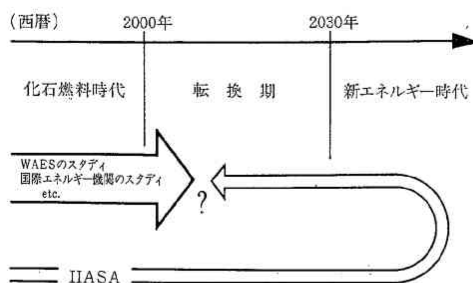 (西暦)
2000年
2030年
化石燃料時代
転換期
新エネルギー時代
WAESのスタディ
国際エネルギー機関のスタディ
etc.
?
IIASA